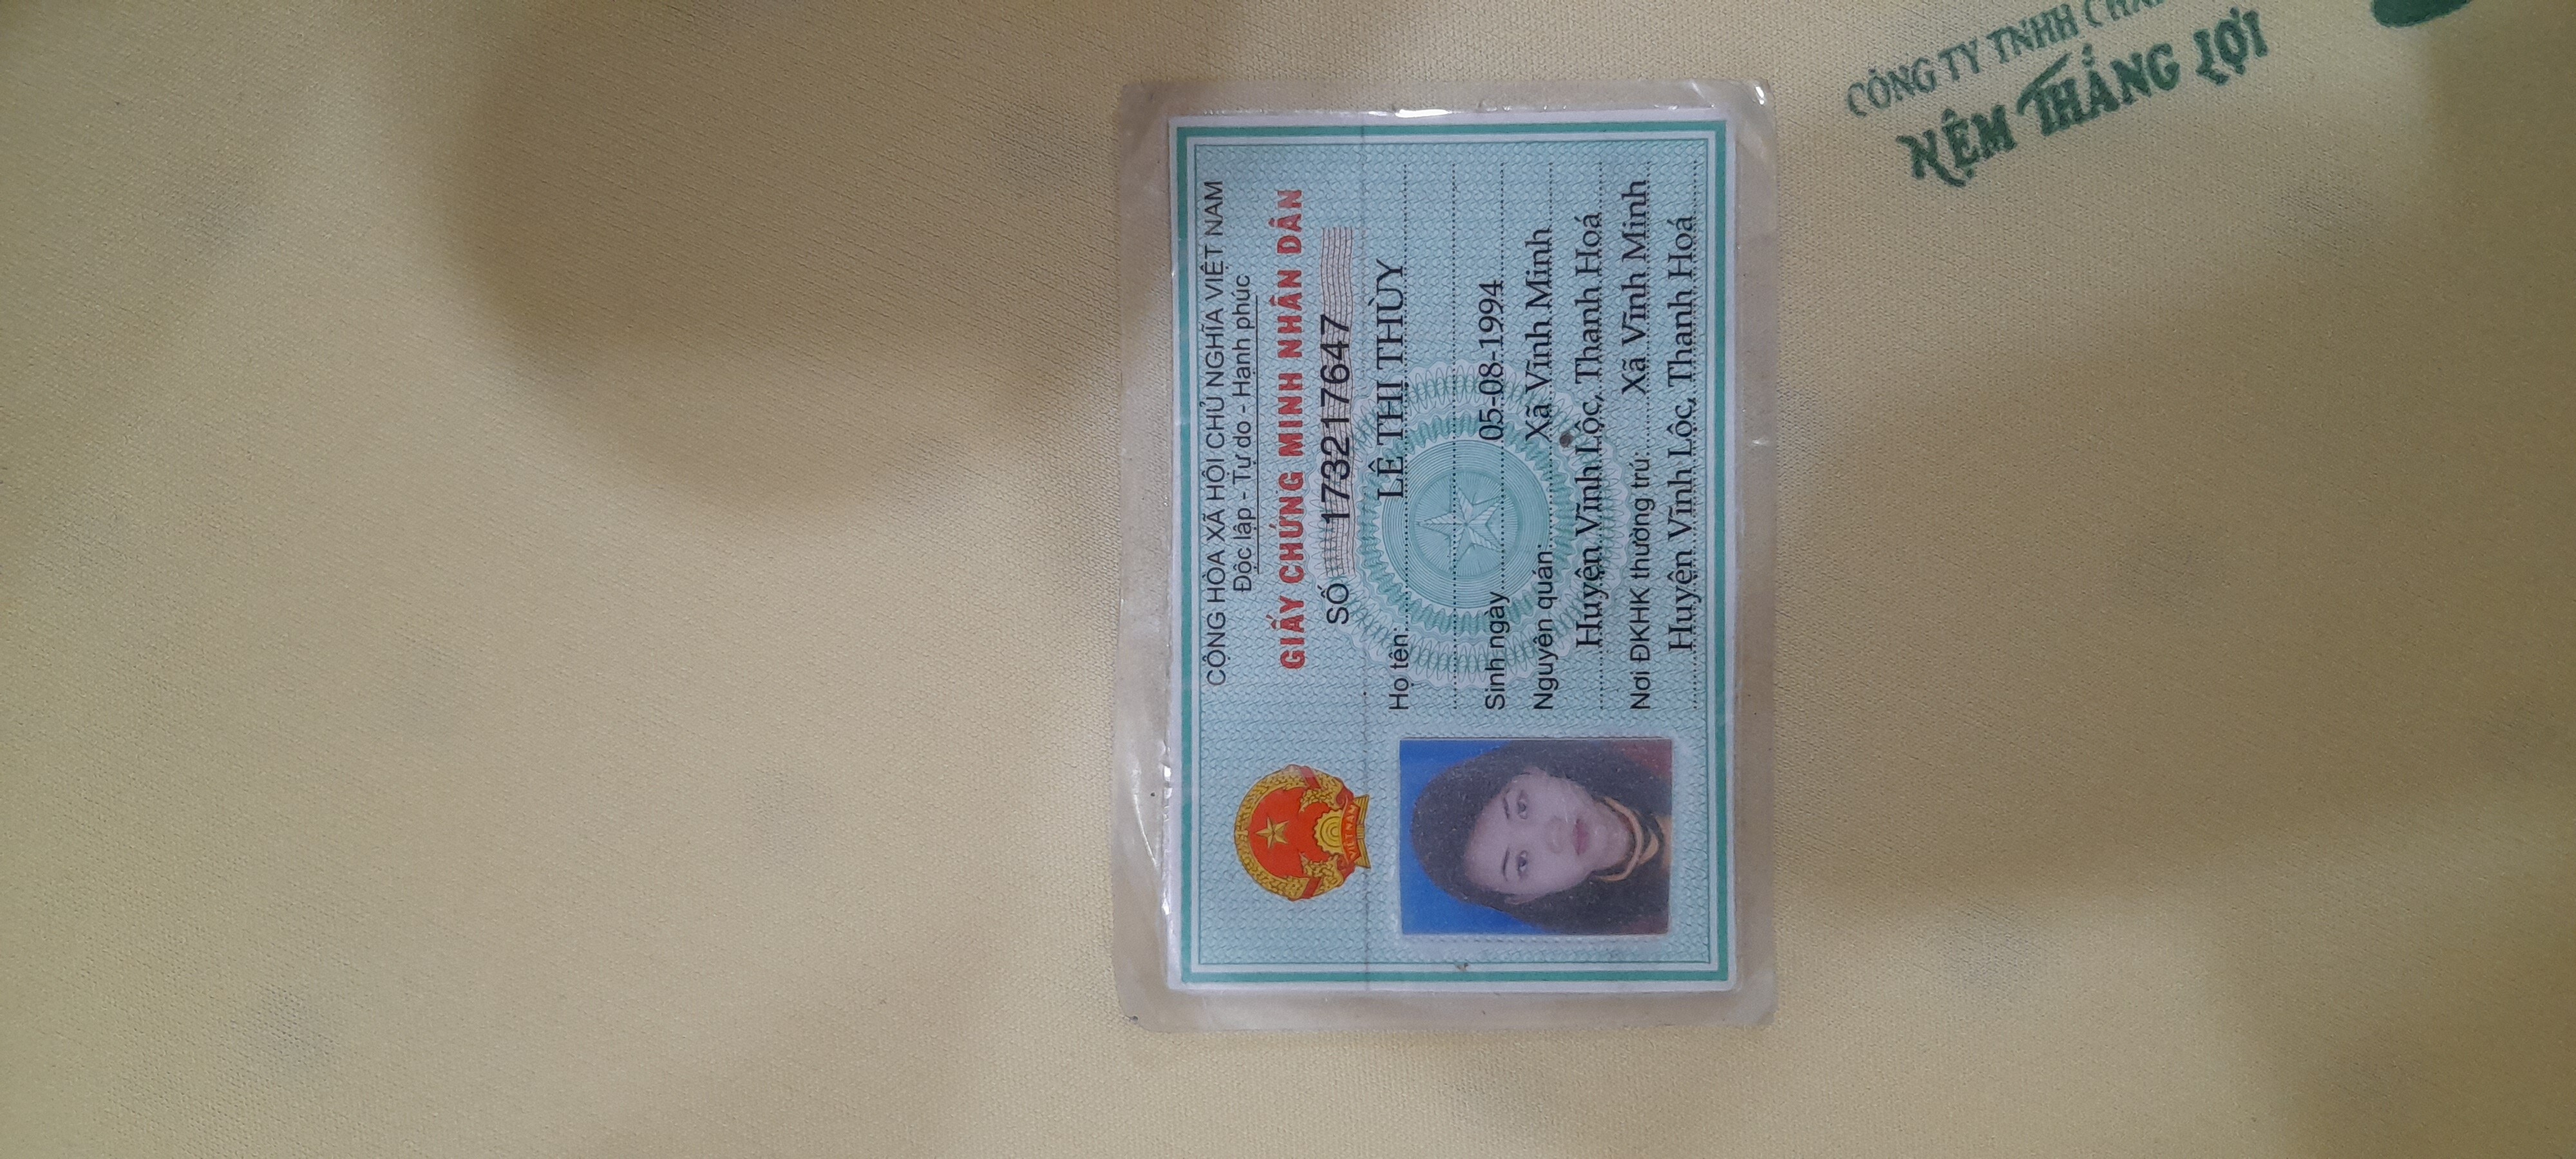 CỘNG HÒA XÃ HỘI CHỦ NGHĨA VIỆT NAM
Độc lập - Tự do - Hạnh phúc
GIẤY CHỨNG MINH NHÂN DÂN
SỐ 173217647
Họ tên: LÊ THỊ THÙY
Sinh ngày 05-08-1994
Nguyên quán: Xã Vĩnh Minh
Huyện Vĩnh Lộc, Thanh Hoá
Nơi ĐKHK thường trú: Xã Vĩnh Minh
Huyện Vĩnh Lộc, Thanh Hoá
VIỆT NAM
CÔNG TY TNHH
NỆM THẮNG LỢI